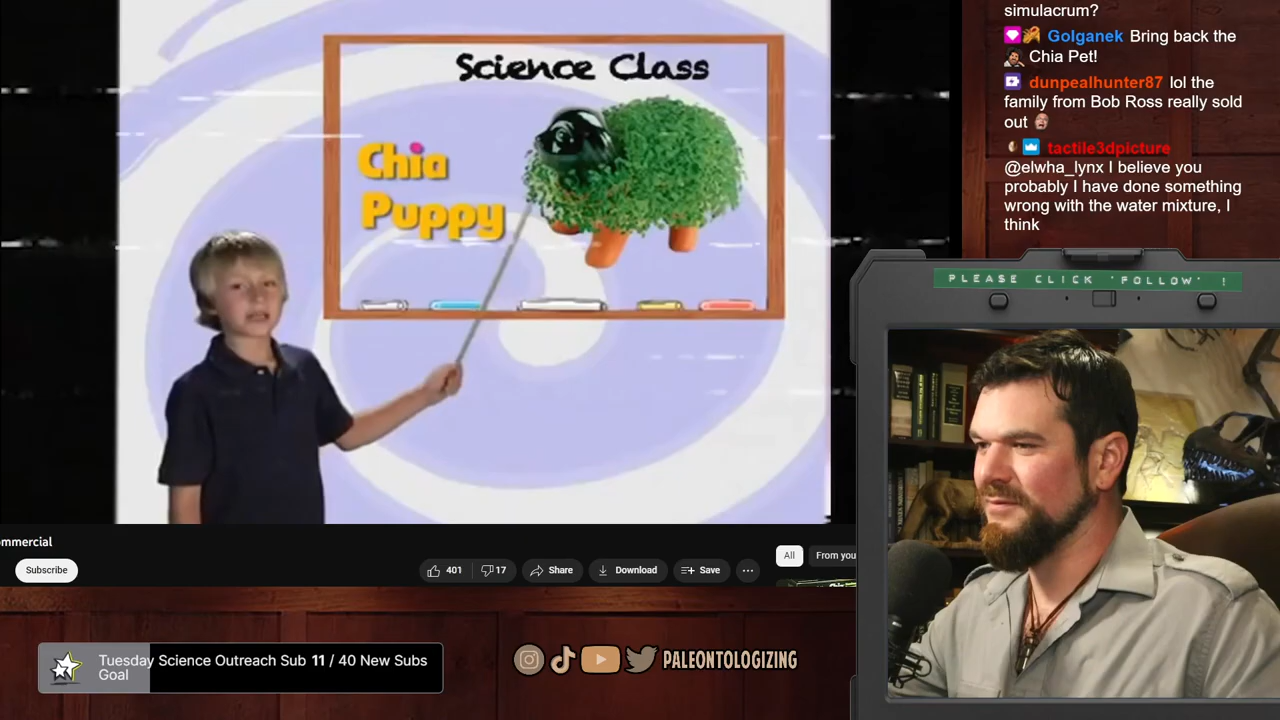 simulacrum?
Golganek Bring back the
Chia Pet!
dunpealhunter87 lol the
family from Bob Ross really sold
out
tactile3dpicture
@elwha_lynx I believe you
probably I have done something
wrong with the water mixture, I
think
Science Class
Chia
Puppy
PLEASE CLICK "FOLLOW" !
mmercial
Subscribe
401
17
Share
Download
Save
All
From you
Tuesday Science Outreach Sub 11 / 40 New Subs
Goal
PALEONTOLOGIZING